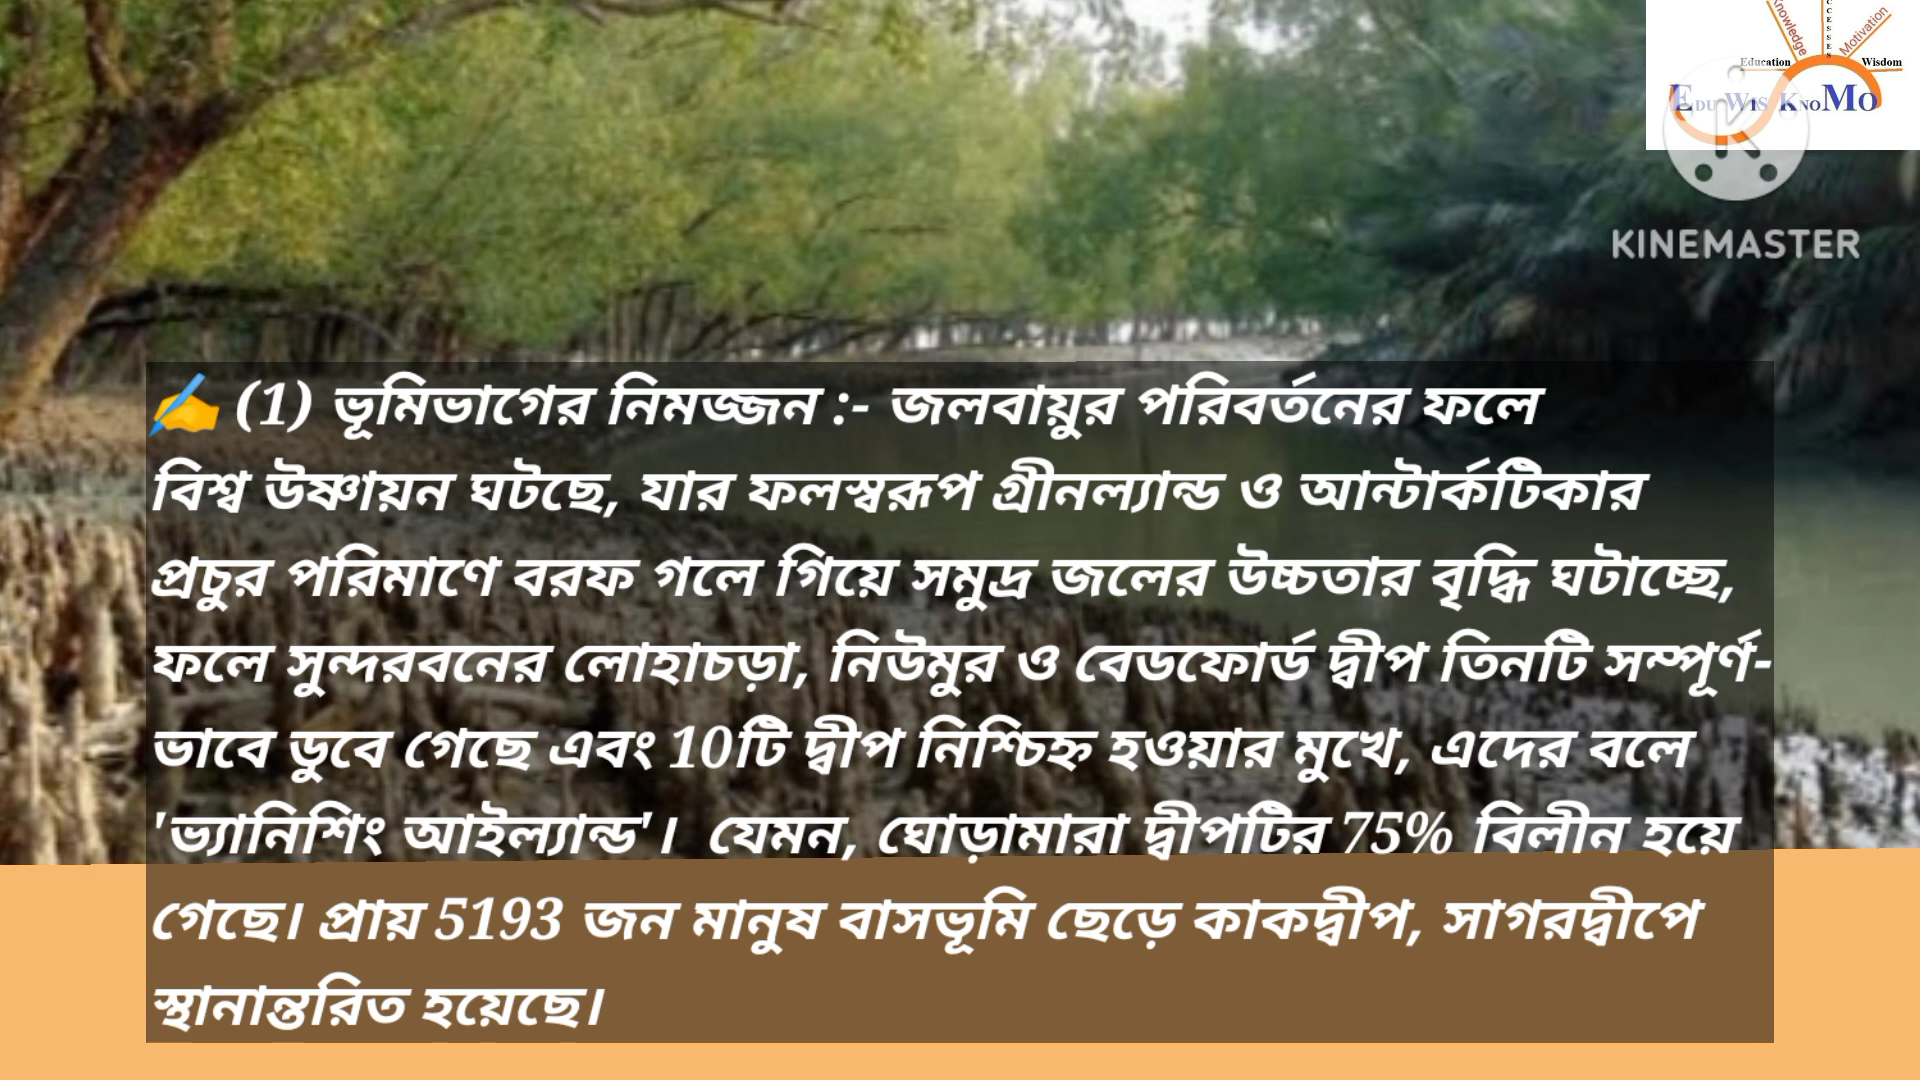 Knowledge
CCESSES
Motivation
Education
Wisdom
EDU WIS KNOMO
KINEMASTER
✍ (1) ভূমিভাগের নিমজ্জন :- জলবায়ুর পরিবর্তনের ফলে
বিশ্ব উষ্ণায়ন ঘটছে, যার ফলস্বরূপ গ্রীনল্যান্ড ও আন্টার্কটিকার
প্রচুর পরিমাণে বরফ গলে গিয়ে সমুদ্র জলের উচ্চতার বৃদ্ধি ঘটাচ্ছে,
ফলে সুন্দরবনের লোহাচড়া, নিউমুর ও বেডফোর্ড দ্বীপ তিনটি সম্পূর্ণ-
ভাবে ডুবে গেছে এবং 10টি দ্বীপ নিশ্চিহ্ন হওয়ার মুখে, এদের বলে
'ভ্যানিশিং আইল্যান্ড'। যেমন, ঘোড়ামারা দ্বীপটির 75% বিলীন হয়ে
গেছে। প্রায় 5193 জন মানুষ বাসভূমি ছেড়ে কাকদ্বীপ, সাগরদ্বীপে
স্থানান্তরিত হয়েছে।